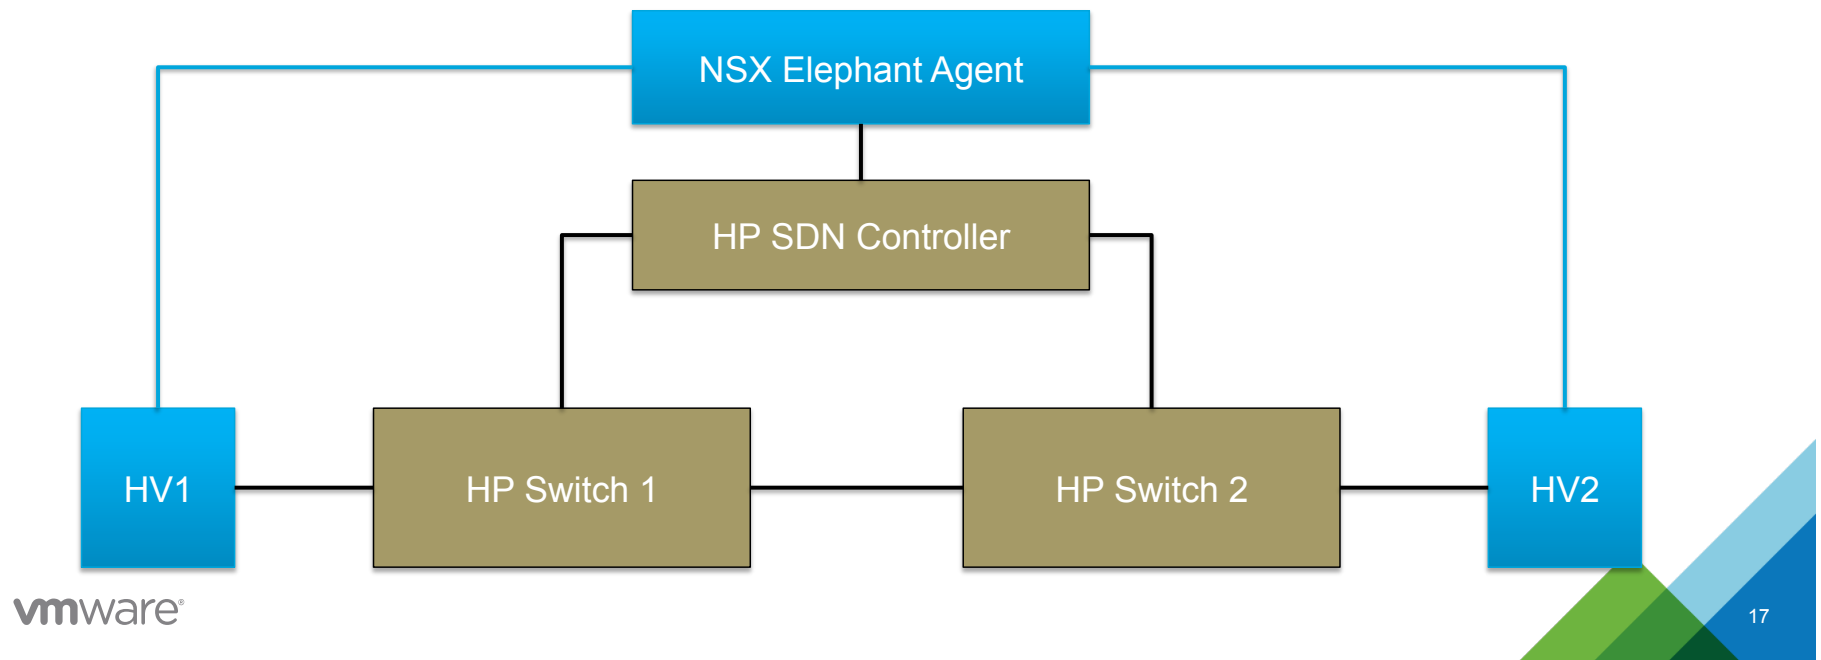 NSX Elephant Agent
HP SDN Controller
HV1
HP Switch 1
HP Switch 2
HV2
vmware®
17